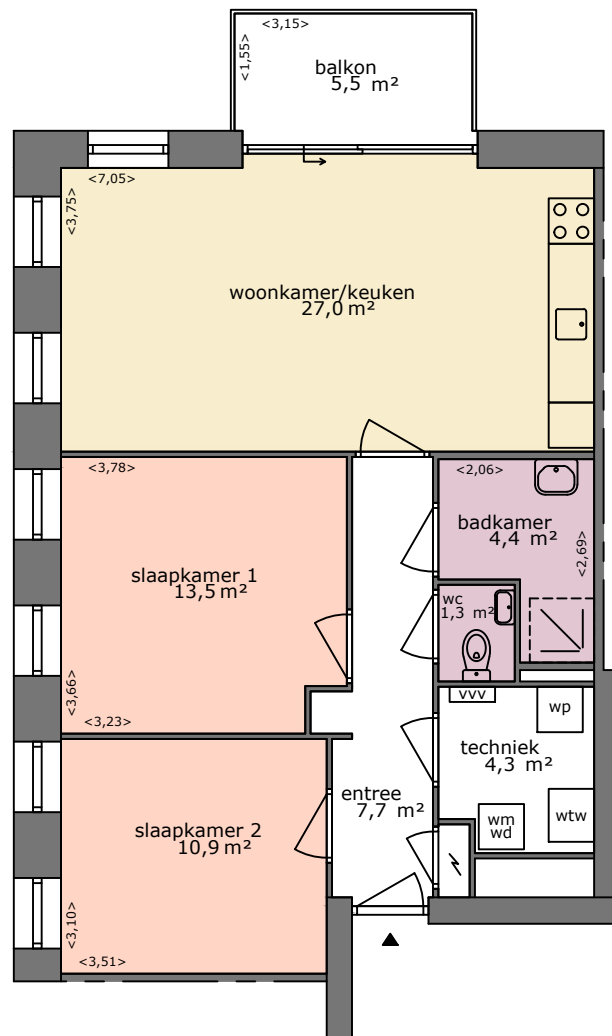 <3,15>
<1,55>
balkon
5,5 m²
<7,05>
<3,75>
woonkamer/keuken
27,0 m²
<3,78>
<2,06>
badkamer
4,4 m²
<2,69>
slaapkamer 1
13,5 m²
wc
1,3 m²
<3,66>
<3,23>
vvv
wp
techniek
4,3 m²
entree
7,7 m²
wm
wd
wtw
slaapkamer 2
10,9 m²
<3,10>
<3,51>